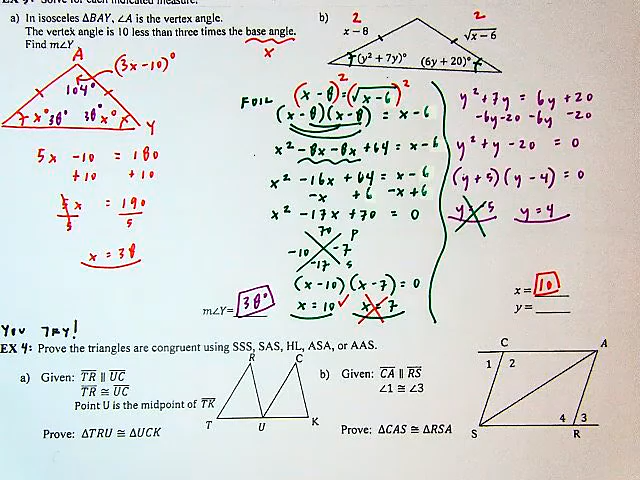 EX 3: Solve for each indicated measure.
a) In isosceles ΔBAY, ∠A is the vertex angle.
The vertex angle is 10 less than three times the base angle.
Find m∠Y
x
A
(3x-10)°
104°
x° 38°
38° x°
Y
5x - 10 = 180
+10 +10
5x = 190
5 5
x = 38
m∠Y= 38°
b)
2
x - 8
2
√x - 6
(y² + 7y)°
(6y + 20)°
(x - 8)² = (√x-6)²
FOIL
(x - 8)(x - 8) = x - 6
x² - 8x - 8x + 64 = x - 6
x² - 16x + 64 = x - 6
-x +6 -x +6
x² - 17x + 70 = 0
70 P
-10 -7
-17 S
(x - 10)(x - 7) = 0
x = 10 ✓ x = 7
y² + 7y = 6y + 20
-6y-20 -6y -20
y² + y - 20 = 0
(y + 5)(y - 4) = 0
y = -5 y = 4
x = 10
y =
YOU TRY!
EX 4: Prove the triangles are congruent using SSS, SAS, HL, ASA, or AAS.
a) Given: TR ∥ UC
TR ≅ UC
Point U is the midpoint of TK
Prove: ΔTRU ≅ ΔUCK
R C
T U K
b) Given: CA ∥ RS
∠1 ≅ ∠3
Prove: ΔCAS ≅ ΔRSA
C A
1 2
4 3
S R